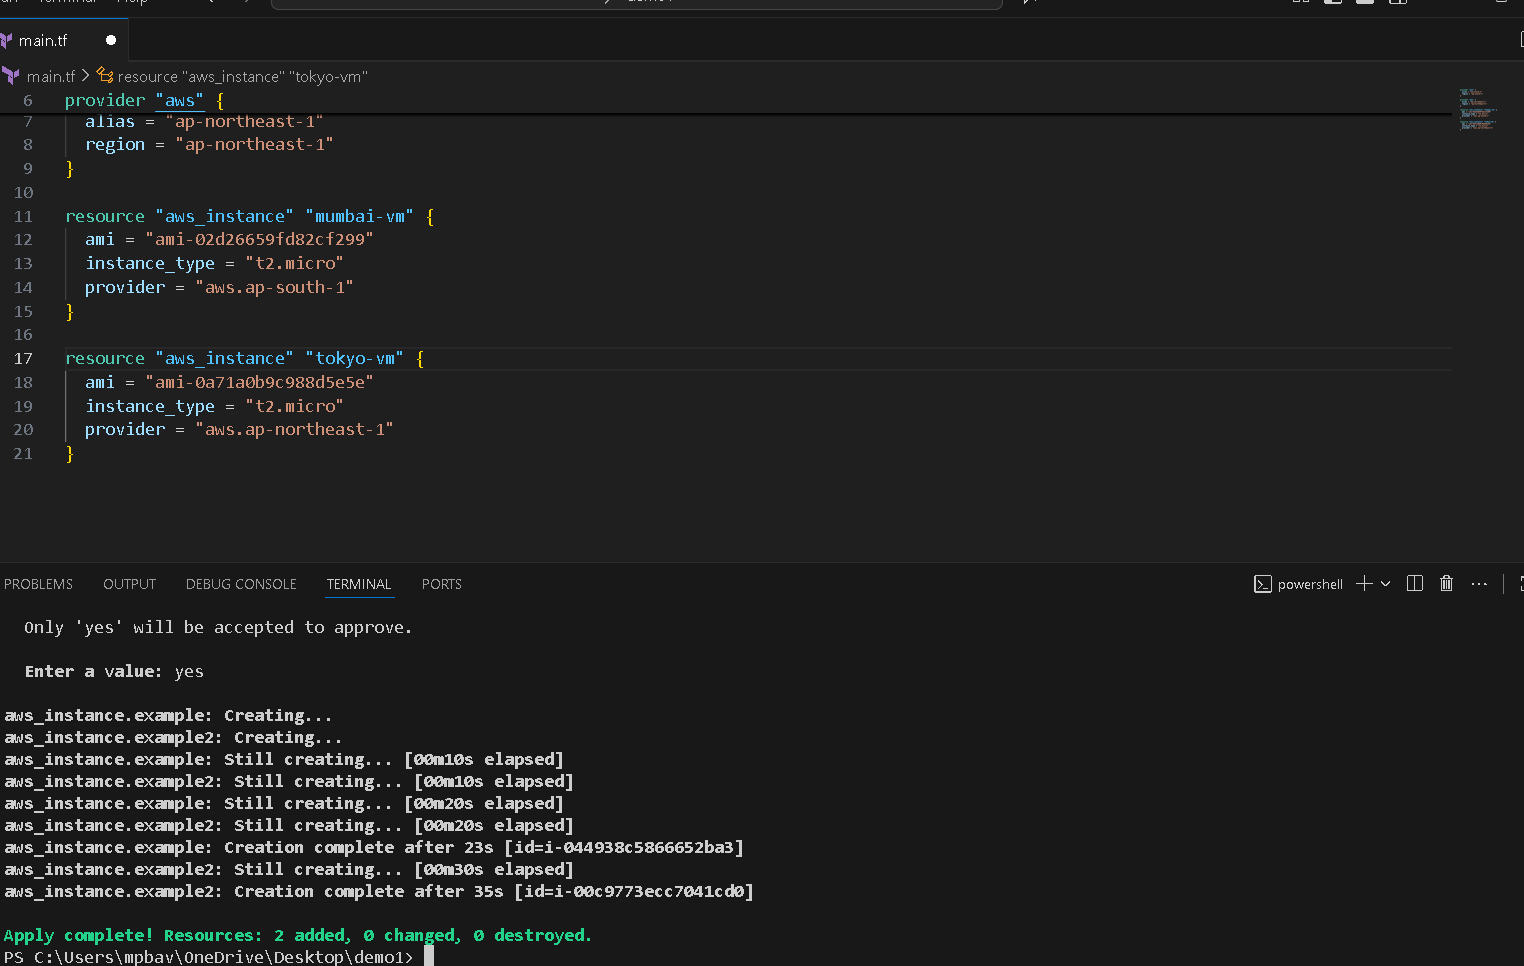 main.tf
main.tf > resource "aws_instance" "tokyo-vm"
6 provider "aws" {
7 alias = "ap-northeast-1"
8 region = "ap-northeast-1"
9 }
10
11 resource "aws_instance" "mumbai-vm" {
12 ami = "ami-02d26659fd82cf299"
13 instance_type = "t2.micro"
14 provider = "aws.ap-south-1"
15 }
16
17 resource "aws_instance" "tokyo-vm" {
18 ami = "ami-0a71a0b9c988d5e5e"
19 instance_type = "t2.micro"
20 provider = "aws.ap-northeast-1"
21 }
PROBLEMS OUTPUT DEBUG CONSOLE TERMINAL PORTS powershell
Only 'yes' will be accepted to approve.
Enter a value: yes
aws_instance.example: Creating...
aws_instance.example2: Creating...
aws_instance.example: Still creating... [00m10s elapsed]
aws_instance.example2: Still creating... [00m10s elapsed]
aws_instance.example: Still creating... [00m20s elapsed]
aws_instance.example2: Still creating... [00m20s elapsed]
aws_instance.example: Creation complete after 23s [id=i-044938c5866652ba3]
aws_instance.example2: Still creating... [00m30s elapsed]
aws_instance.example2: Creation complete after 35s [id=i-00c9773ecc7041cd0]
Apply complete! Resources: 2 added, 0 changed, 0 destroyed.
PS C:\Users\mpbav\OneDrive\Desktop\demo1>